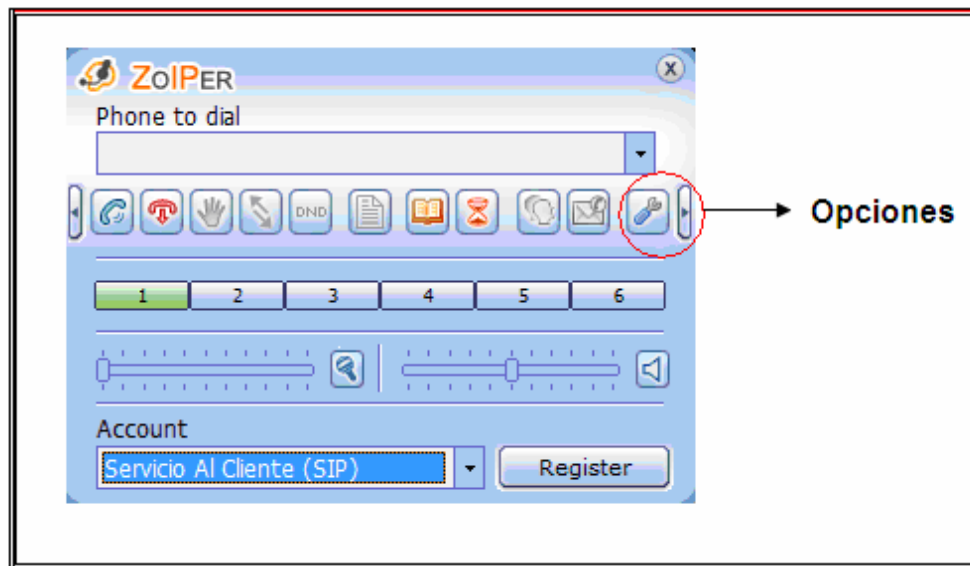 ZOIPER
Phone to dial
DND
Opciones
1 2 3 4 5 6
Account
Servicio Al Cliente (SIP)
Register